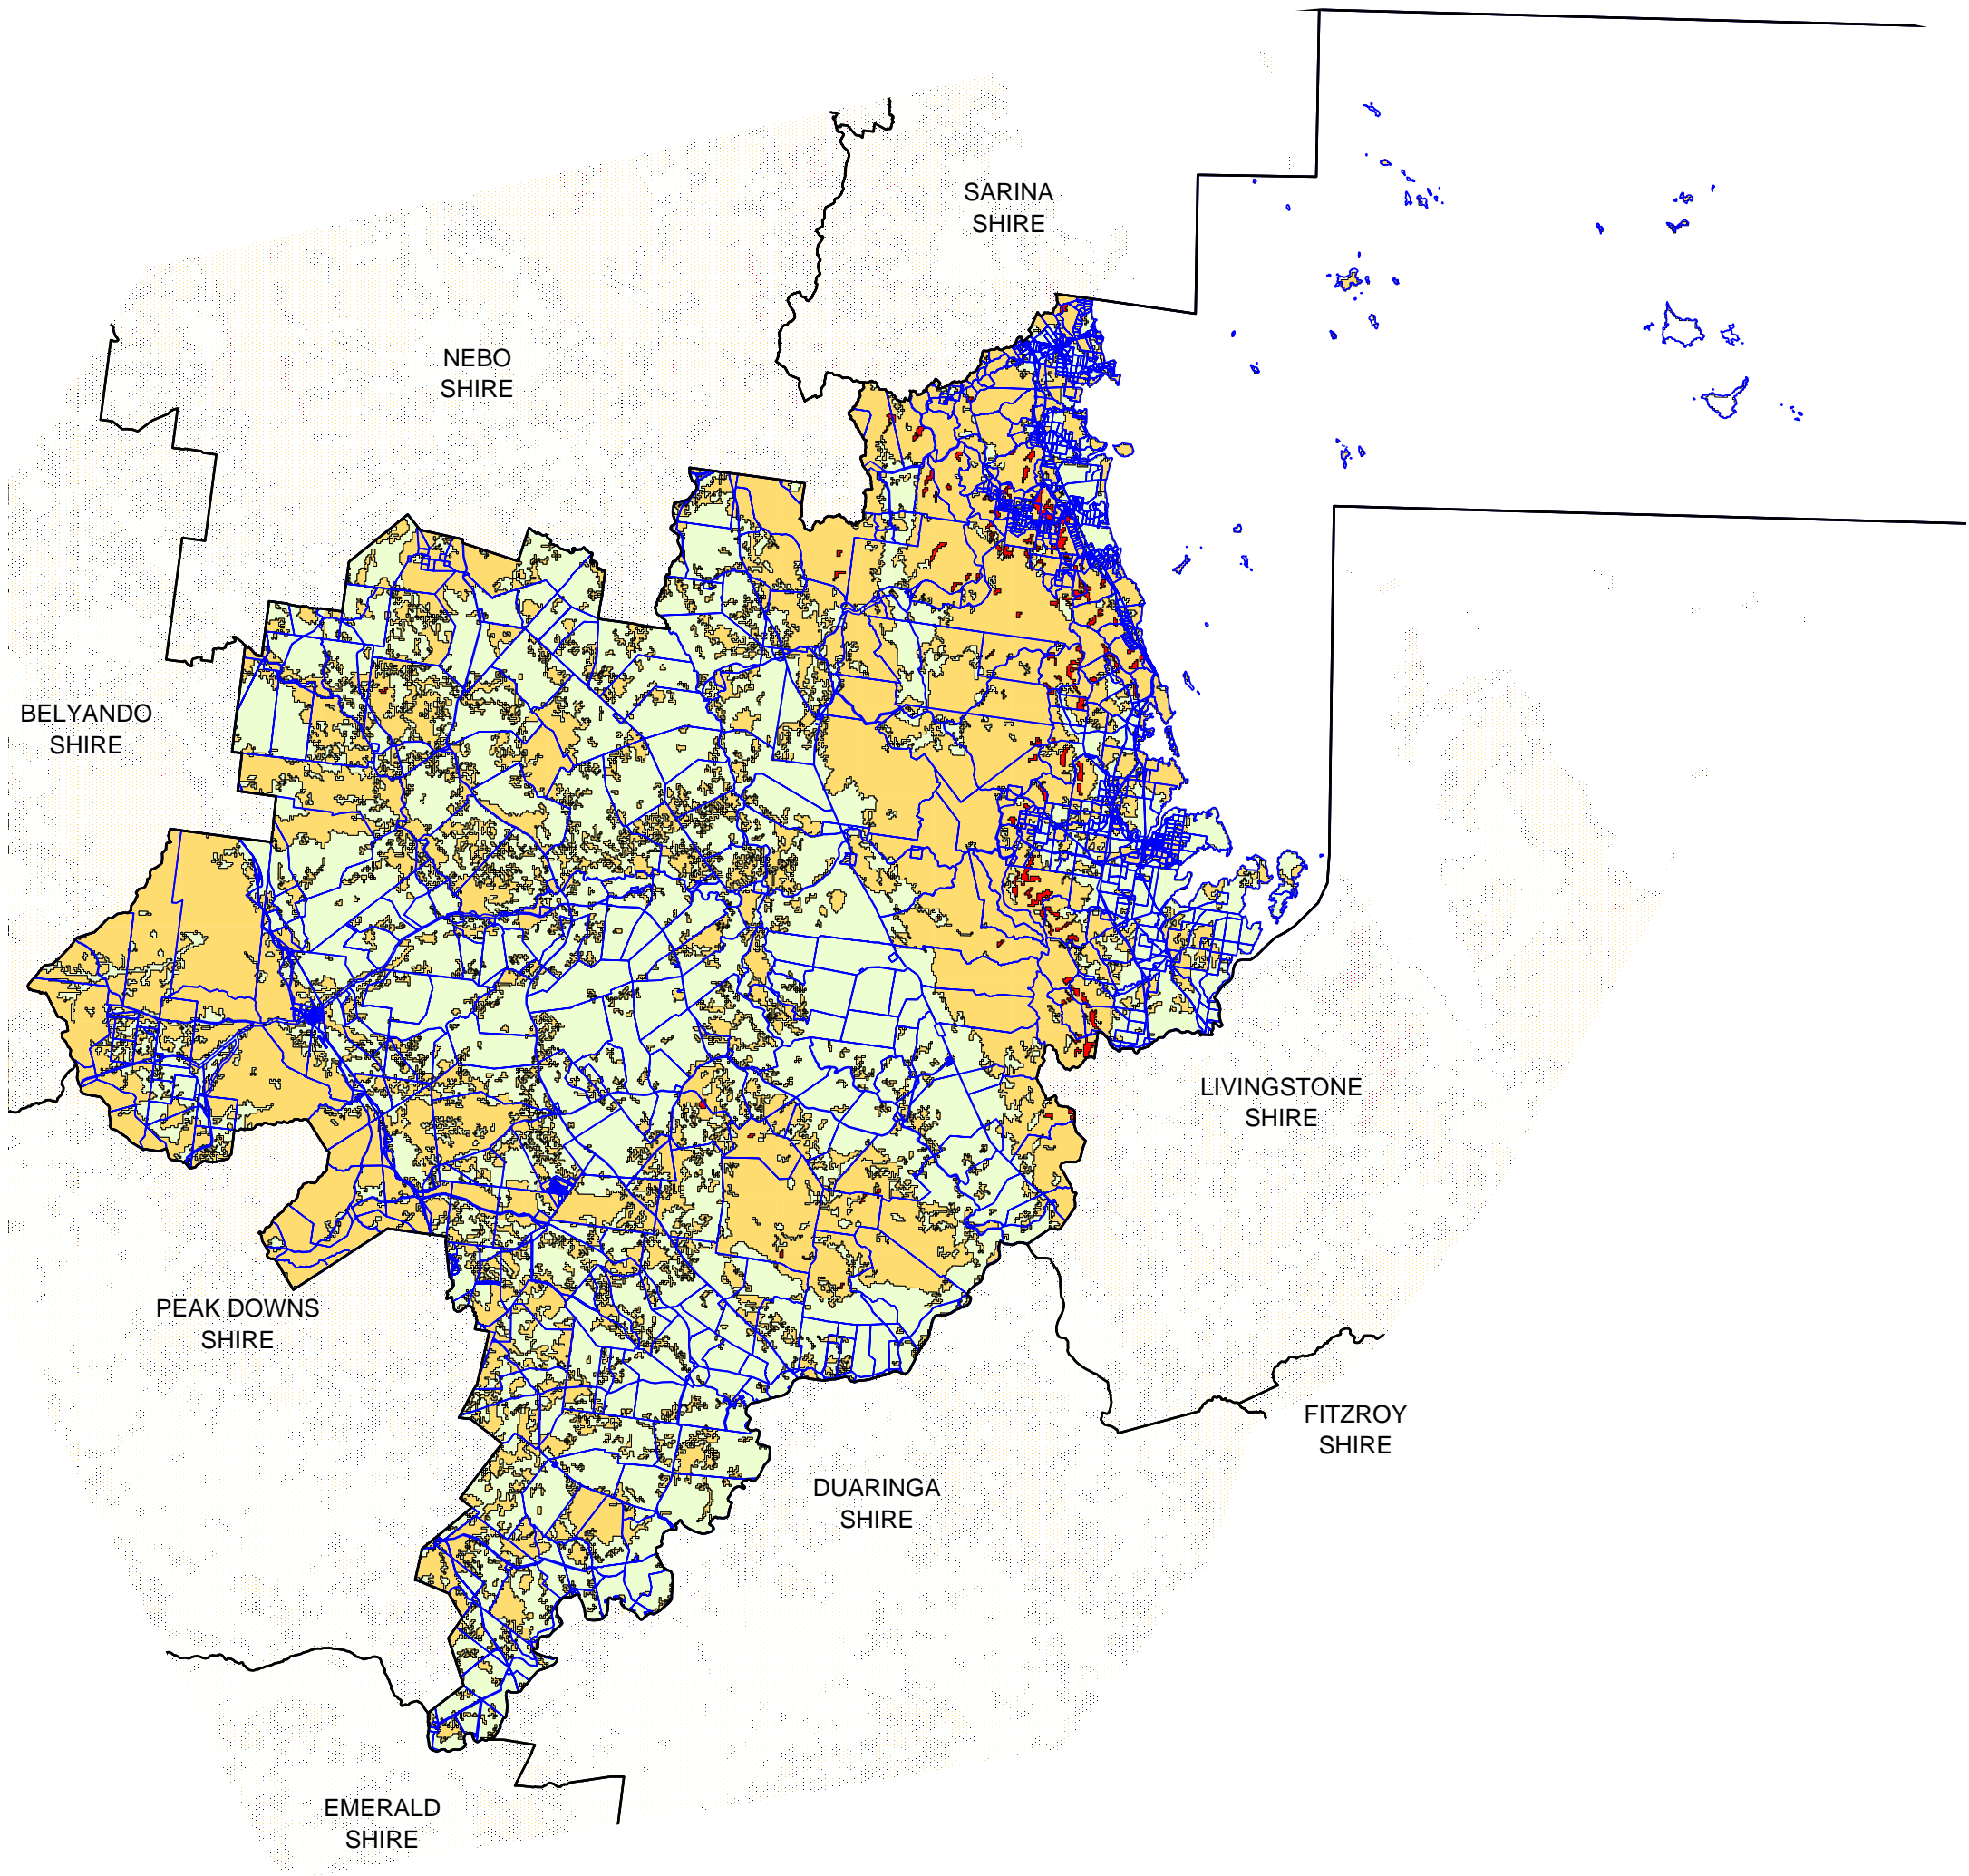 SARINA
SHIRE
NEBO
SHIRE
BELYANDO
SHIRE
LIVINGSTONE
SHIRE
PEAK DOWNS
SHIRE
FITZROY
SHIRE
DUARINGA
SHIRE
EMERALD
SHIRE